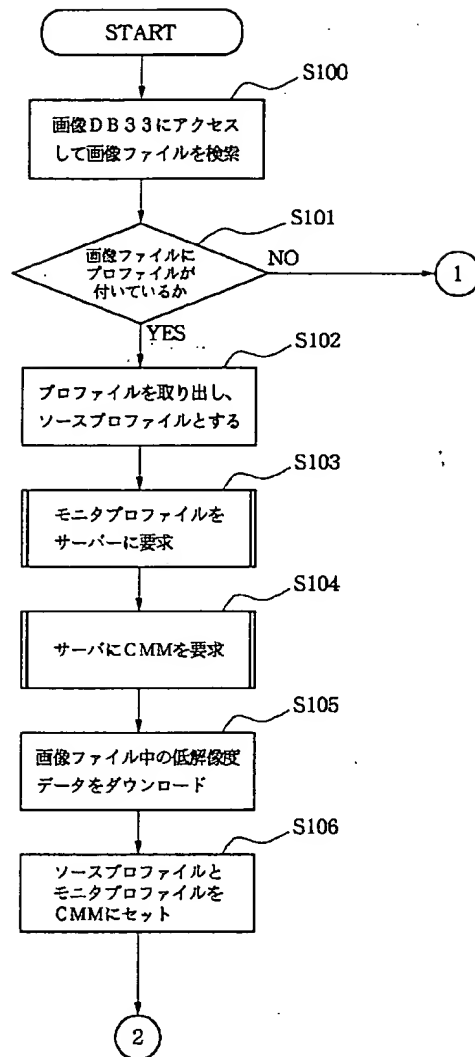 START
S100
画像DB33にアクセス
して画像ファイルを検索
S101
画像ファイルに
プロファイルが
付いているか
NO
1
YES
S102
プロファイルを取り出し、
ソースプロファイルとする
S103
モニタプロファイルを
サーバーに要求
S104
サーバにCMMを要求
S105
画像ファイル中の低解像度
データをダウンロード
S106
ソースプロファイルと
モニタプロファイルを
CMMにセット
2